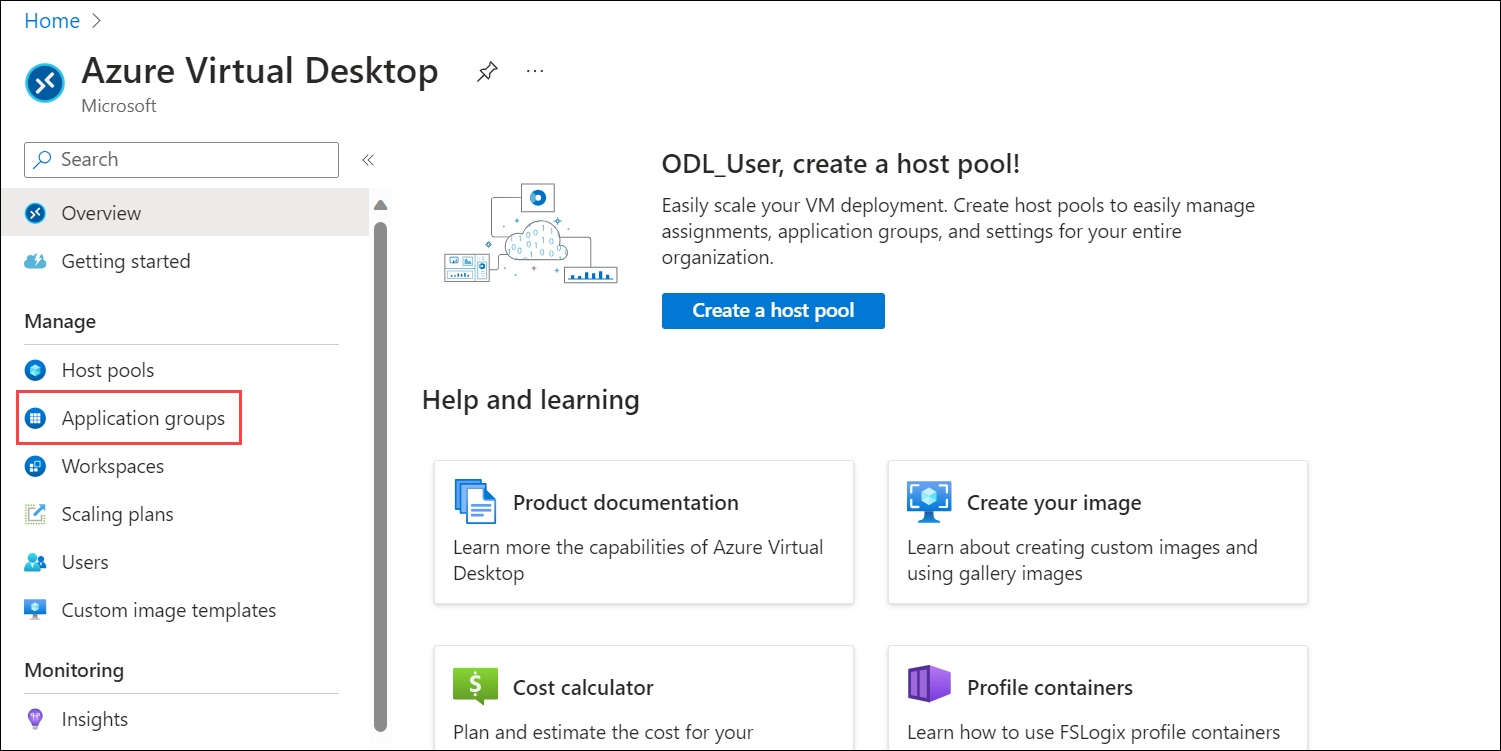 Home >
Azure Virtual Desktop ...
Microsoft
Search «
Overview
Getting started
Manage
Host pools
Application groups
Workspaces
Scaling plans
Users
Custom image templates
Monitoring
Insights
ODL_User, create a host pool!
Easily scale your VM deployment. Create host pools to easily manage
assignments, application groups, and settings for your entire
organization.
Create a host pool
Help and learning
Product documentation
Learn more the capabilities of Azure Virtual
Desktop
Create your image
Learn about creating custom images and
using gallery images
Cost calculator
Plan and estimate the cost for your
Profile containers
Learn how to use FSLogix profile containers